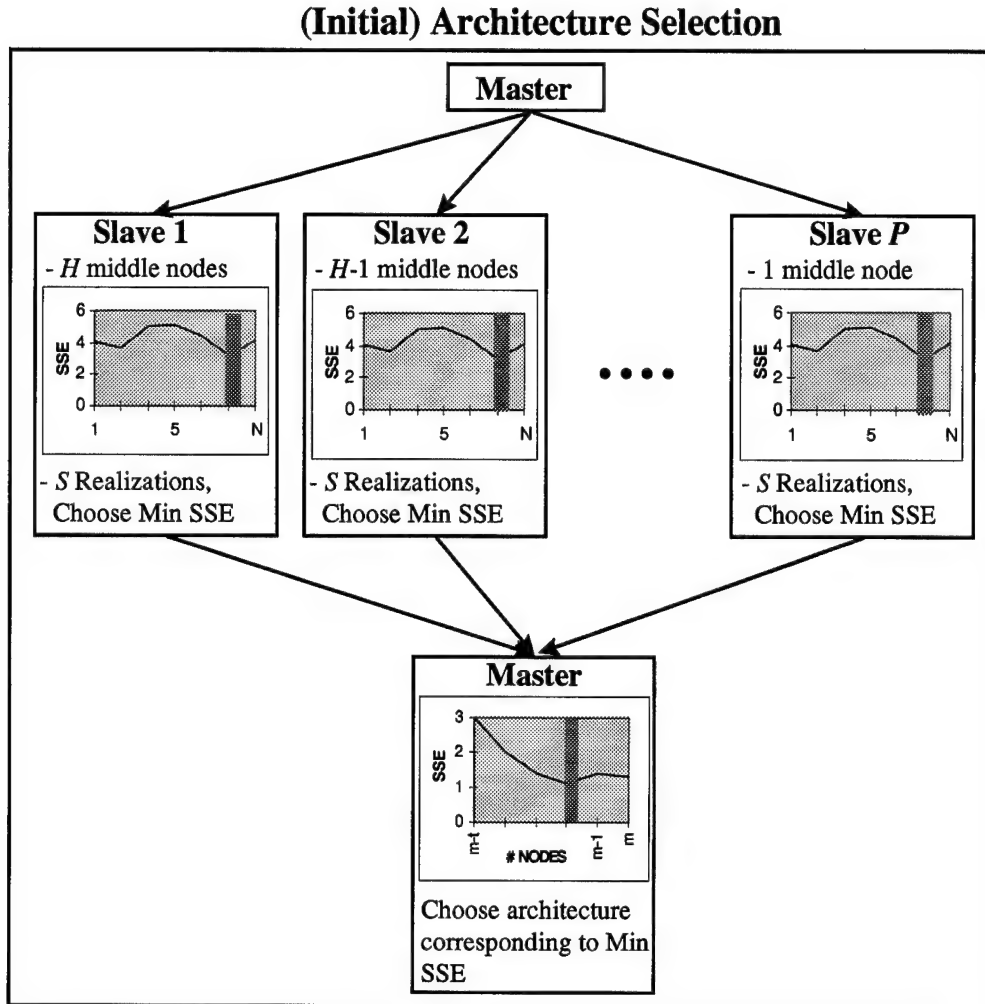 (Initial) Architecture Selection
Master
Slave 1
- H middle nodes
6
4
2
0
SSE
1
5
N
- S Realizations,
Choose Min SSE
Slave 2
- H-1 middle nodes
6
4
2
0
SSE
1
5
N
- S Realizations,
Choose Min SSE
Slave P
- 1 middle node
6
4
2
0
SSE
1
5
N
- S Realizations,
Choose Min SSE
Master
3
2
1
0
SSE
m-t
# NODES
m-1
m
Choose architecture
corresponding to Min
SSE